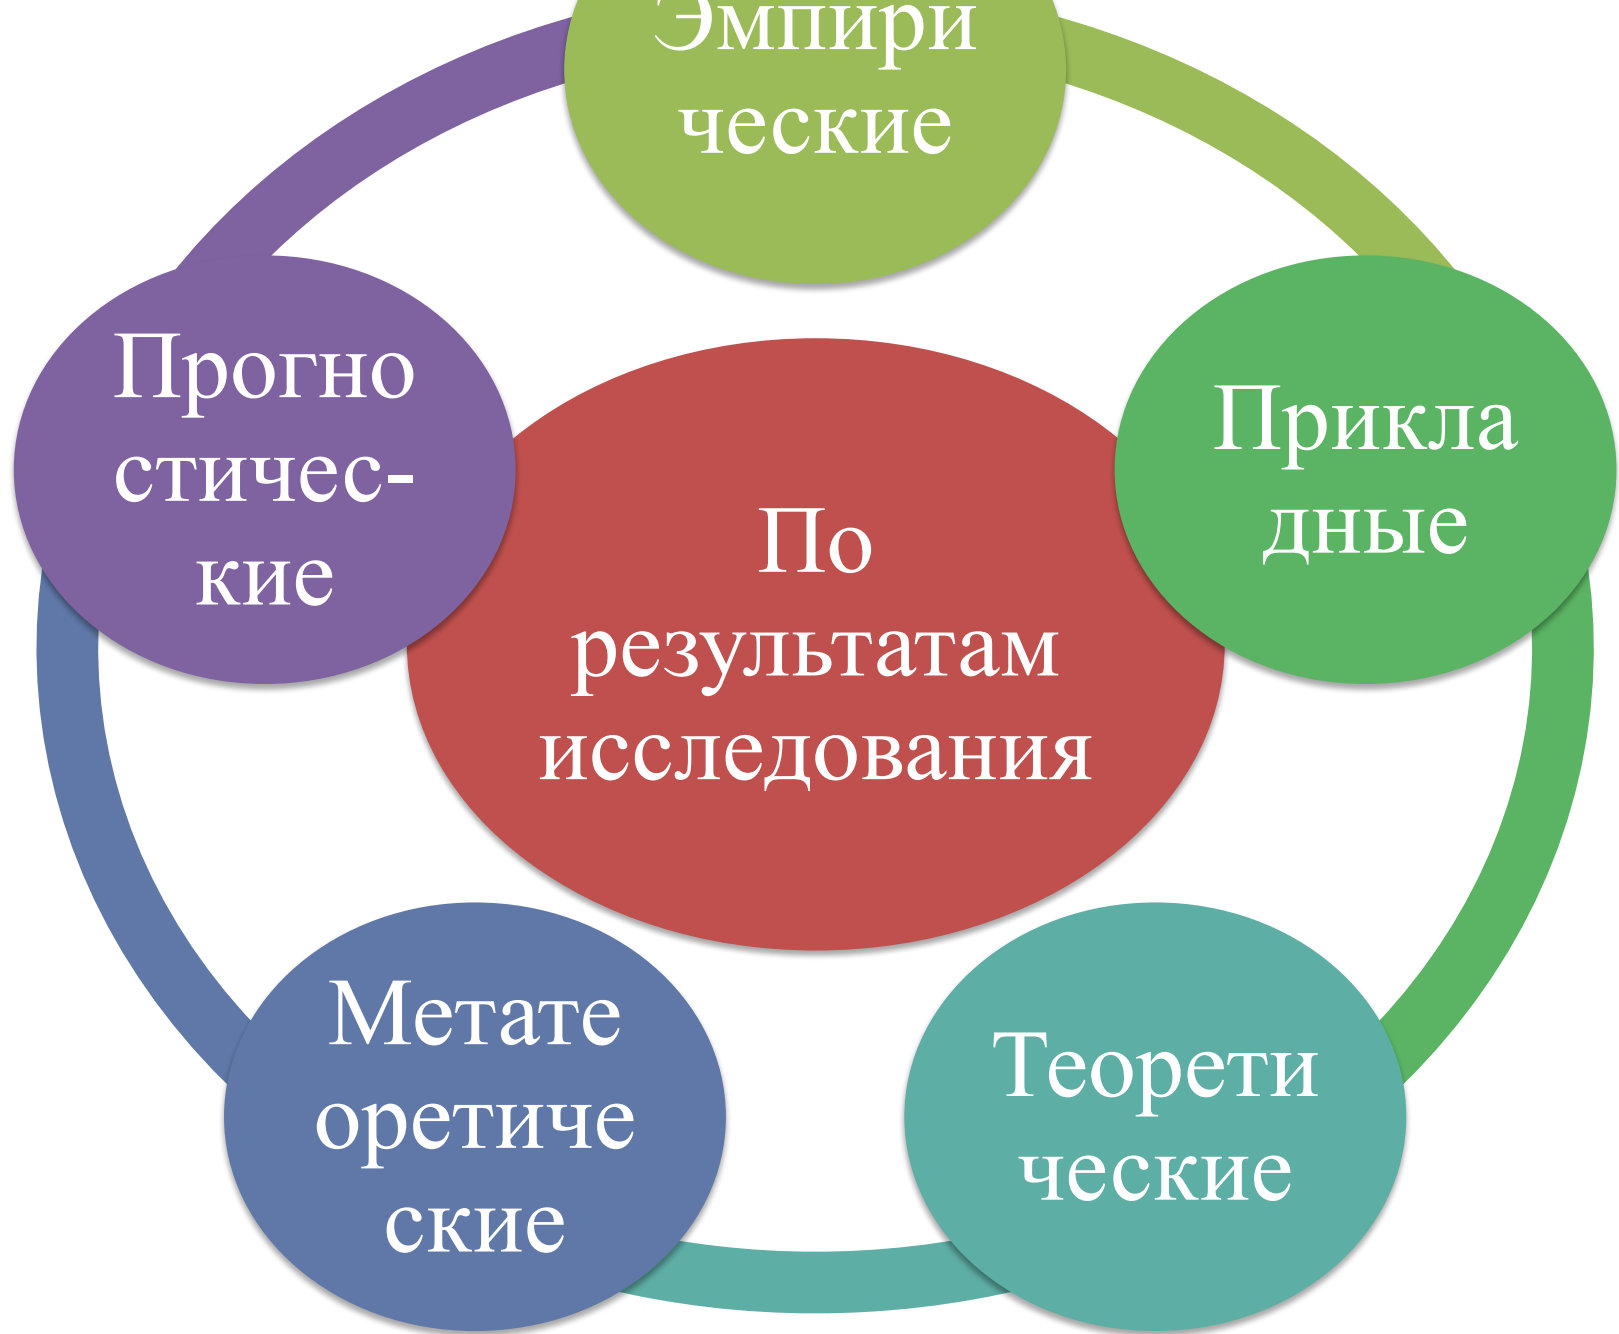 Эмпири
ческие
Прикла
дные
Теорети
ческие
Метате
оретиче
ские
Прогно
стичес-
кие
По
результатам
исследования